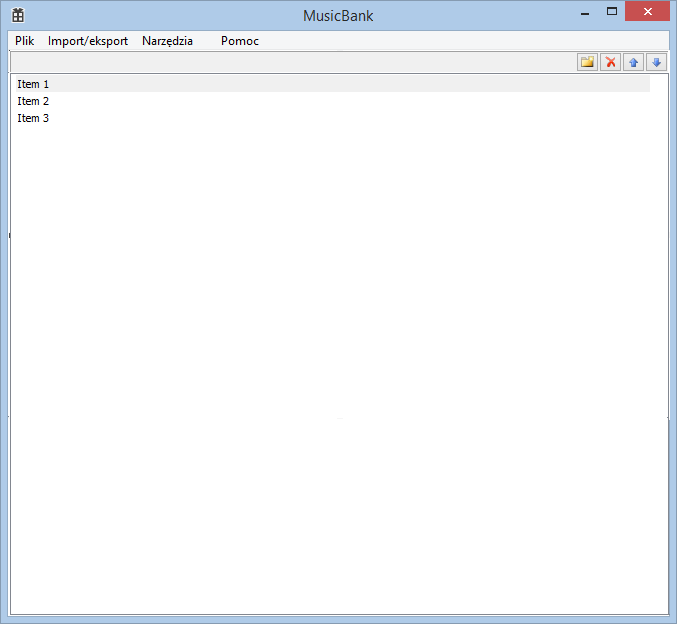 MusicBank
Plik Import/eksport Narzędzia Pomoc
Item 1
Item 2
Item 3